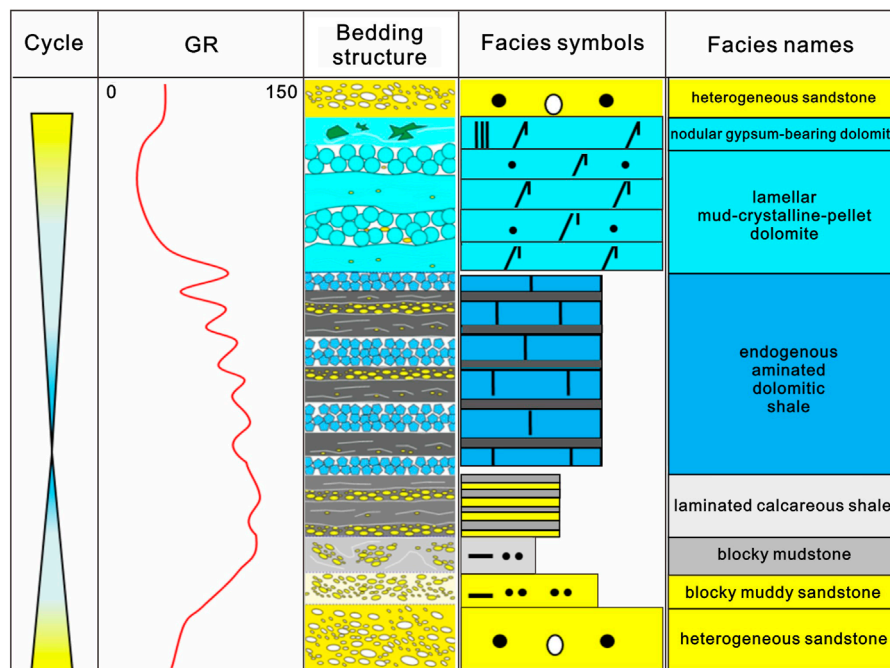 Cycle
GR
Bedding
structure
Facies symbols
Facies names
0
150
heterogeneous sandstone
nodular gypsum-bearing dolomit
lamellar
mud-crystalline-pellet
dolomite
endogenous
aminated
dolomitic
shale
laminated calcareous shale
blocky mudstone
blocky muddy sandstone
heterogeneous sandstone